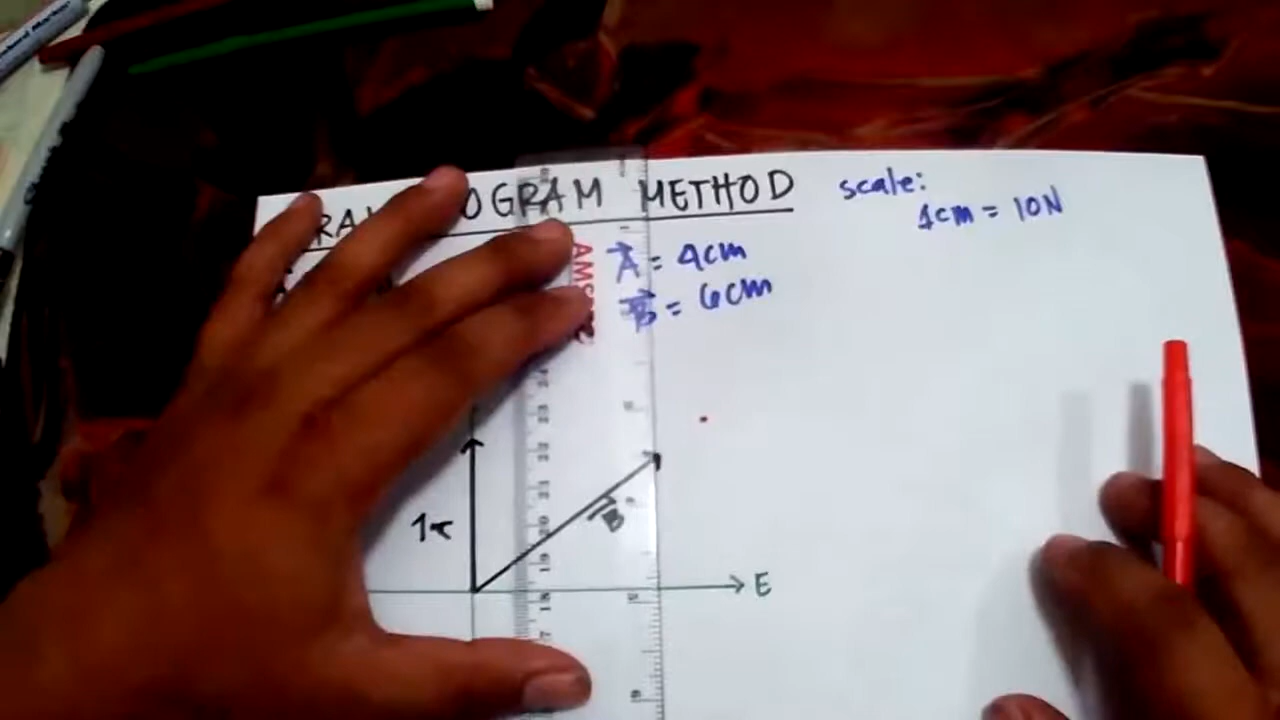 OGRAM METHOD
scale:
1cm = 10N
A = 4cm
B = 6cm
A
B
E